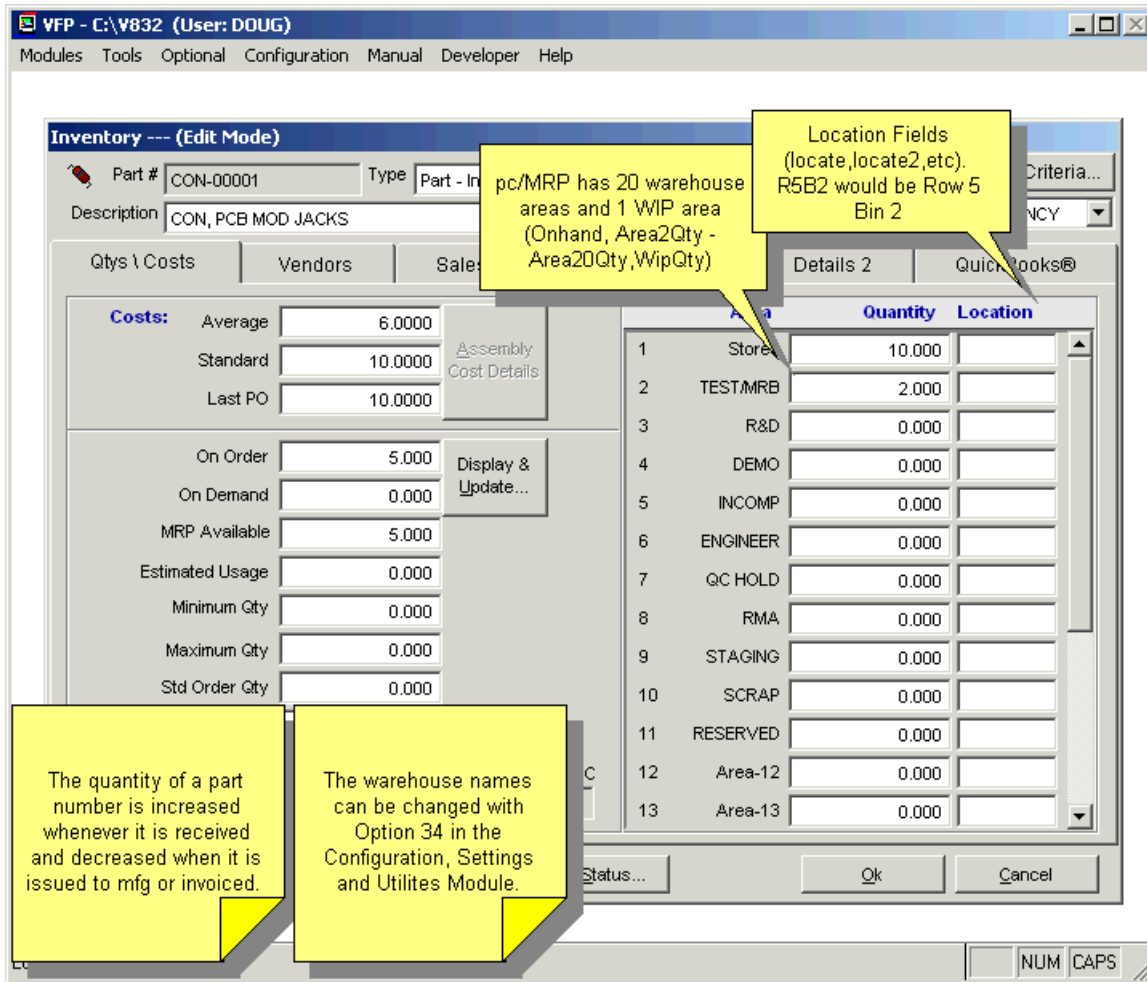 VFP - C:\V832 (User: DOUG)
Modules Tools Optional Configuration Manual Developer Help
Inventory --- (Edit Mode)
Part # CON-00001 Type Part - In
Criteria...
Description CON, PCB MOD JACKS
NCY
pc/MRP has 20 warehouse
areas and 1 WIP area
(Onhand, Area2Qty -
Area20Qty,WipQty)
Location Fields
(locate,locate2,etc).
R5B2 would be Row 5
Bin 2
Qtys \ Costs Vendors Sales Details 2 QuickBooks®
Costs: Average 6.0000
Standard 10.0000
Last PO 10.0000
Assembly
Cost Details
On Order 5.000
On Demand 0.000
MRP Available 5.000
Estimated Usage 0.000
Minimum Qty 0.000
Maximum Qty 0.000
Std Order Qty 0.000
Display &
Update...
Quantity Location
1 Stores 10.000
2 TEST/MRB 2.000
3 R&D 0.000
4 DEMO 0.000
5 INCOMP 0.000
6 ENGINEER 0.000
7 QC HOLD 0.000
8 RMA 0.000
9 STAGING 0.000
10 SCRAP 0.000
11 RESERVED 0.000
12 Area-12 0.000
13 Area-13 0.000
C
The quantity of a part
number is increased
whenever it is received
and decreased when it is
issued to mfg or invoiced.
The warehouse names
can be changed with
Option 34 in the
Configuration, Settings
and Utilites Module.
Status... Ok Cancel
NUM CAPS